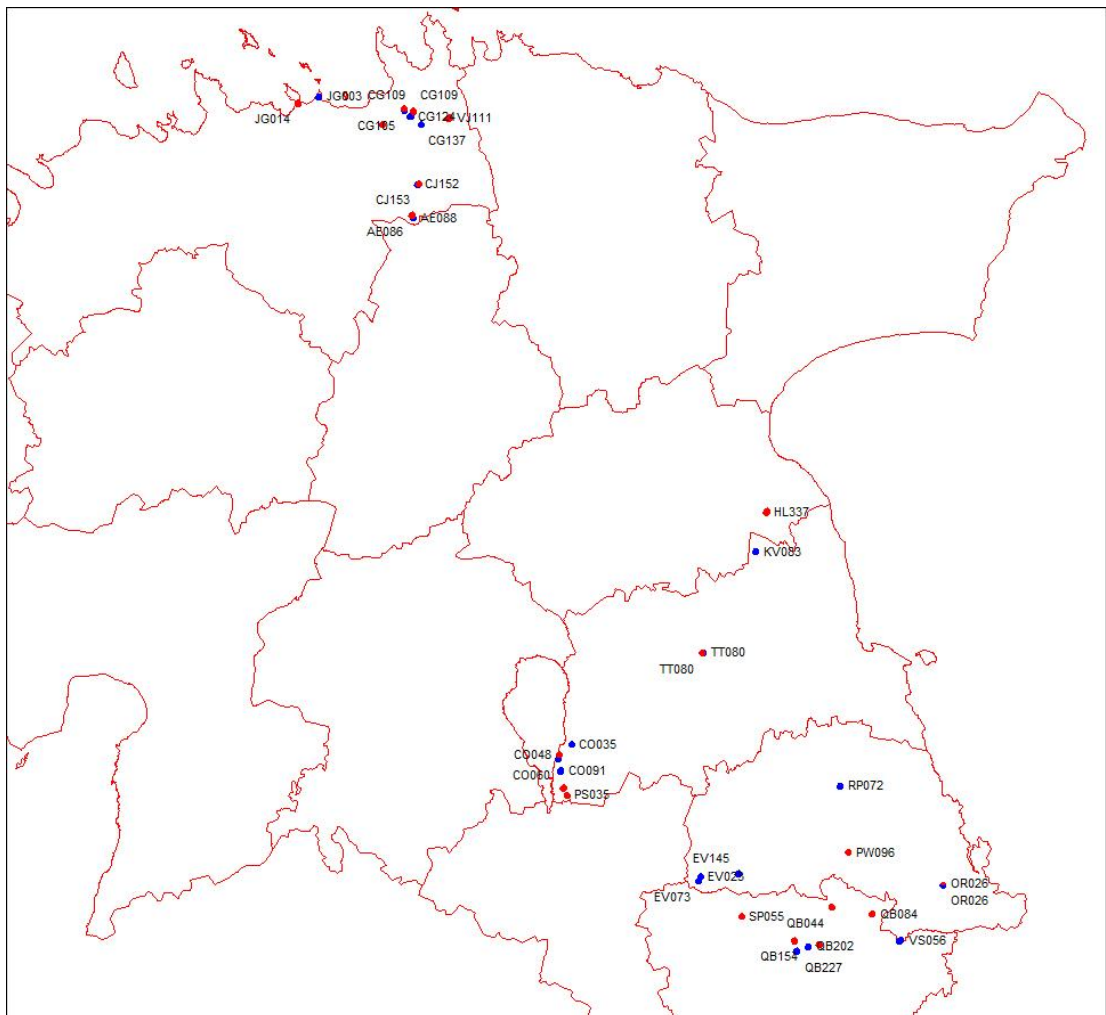 JG003
CG109
CG109
JG014
CG105
CG124
VJ111
CG137
CJ152
CJ153
AE088
AE086
HL337
KV083
TT080
TT080
CO035
CO048
CO091
CO060
PS035
RP072
PW096
EV145
EV025
EV073
OR026
OR026
SP055
QB044
QB084
VS056
QB202
QB154
QB227